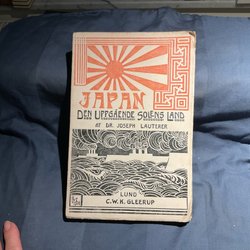 JAPAN
DEN UPPGÅENDE SOLENS LAND
AF DR. JOSEPH LAUTERER
LUND
C.W.K. GLEERUP